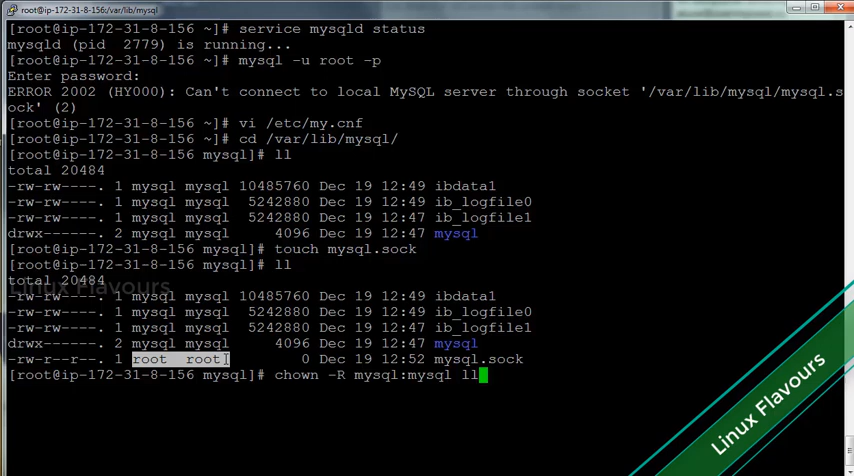 root@ip-172-31-8-156:/var/lib/mysql
[root@ip-172-31-8-156 ~]# service mysqld status
mysqld (pid  2779) is running...
[root@ip-172-31-8-156 ~]# mysql -u root -p
Enter password:
ERROR 2002 (HY000): Can't connect to local MySQL server through socket '/var/lib/mysql/mysql.s
ock' (2)
[root@ip-172-31-8-156 ~]# vi /etc/my.cnf
[root@ip-172-31-8-156 ~]# cd /var/lib/mysql/
[root@ip-172-31-8-156 mysql]# ll
total 20484
-rw-rw----. 1 mysql mysql 10485760 Dec 19 12:49 ibdata1
-rw-rw----. 1 mysql mysql  5242880 Dec 19 12:49 ib_logfile0
-rw-rw----. 1 mysql mysql  5242880 Dec 19 12:47 ib_logfile1
drwx------. 2 mysql mysql     4096 Dec 19 12:47 mysql
[root@ip-172-31-8-156 mysql]# touch mysql.sock
[root@ip-172-31-8-156 mysql]# ll
total 20484
Linux Flavours
-rw-rw----. 1 mysql mysql 10485760 Dec 19 12:49 ibdata1
-rw-rw----. 1 mysql mysql  5242880 Dec 19 12:49 ib_logfile0
-rw-rw----. 1 mysql mysql  5242880 Dec 19 12:47 ib_logfile1
drwx------. 2 mysql mysql     4096 Dec 19 12:47 mysql
-rw-r--r--. 1 root  root         0 Dec 19 12:52 mysql.sock
[root@ip-172-31-8-156 mysql]# chown -R mysql:mysql ll
Linux Flavours